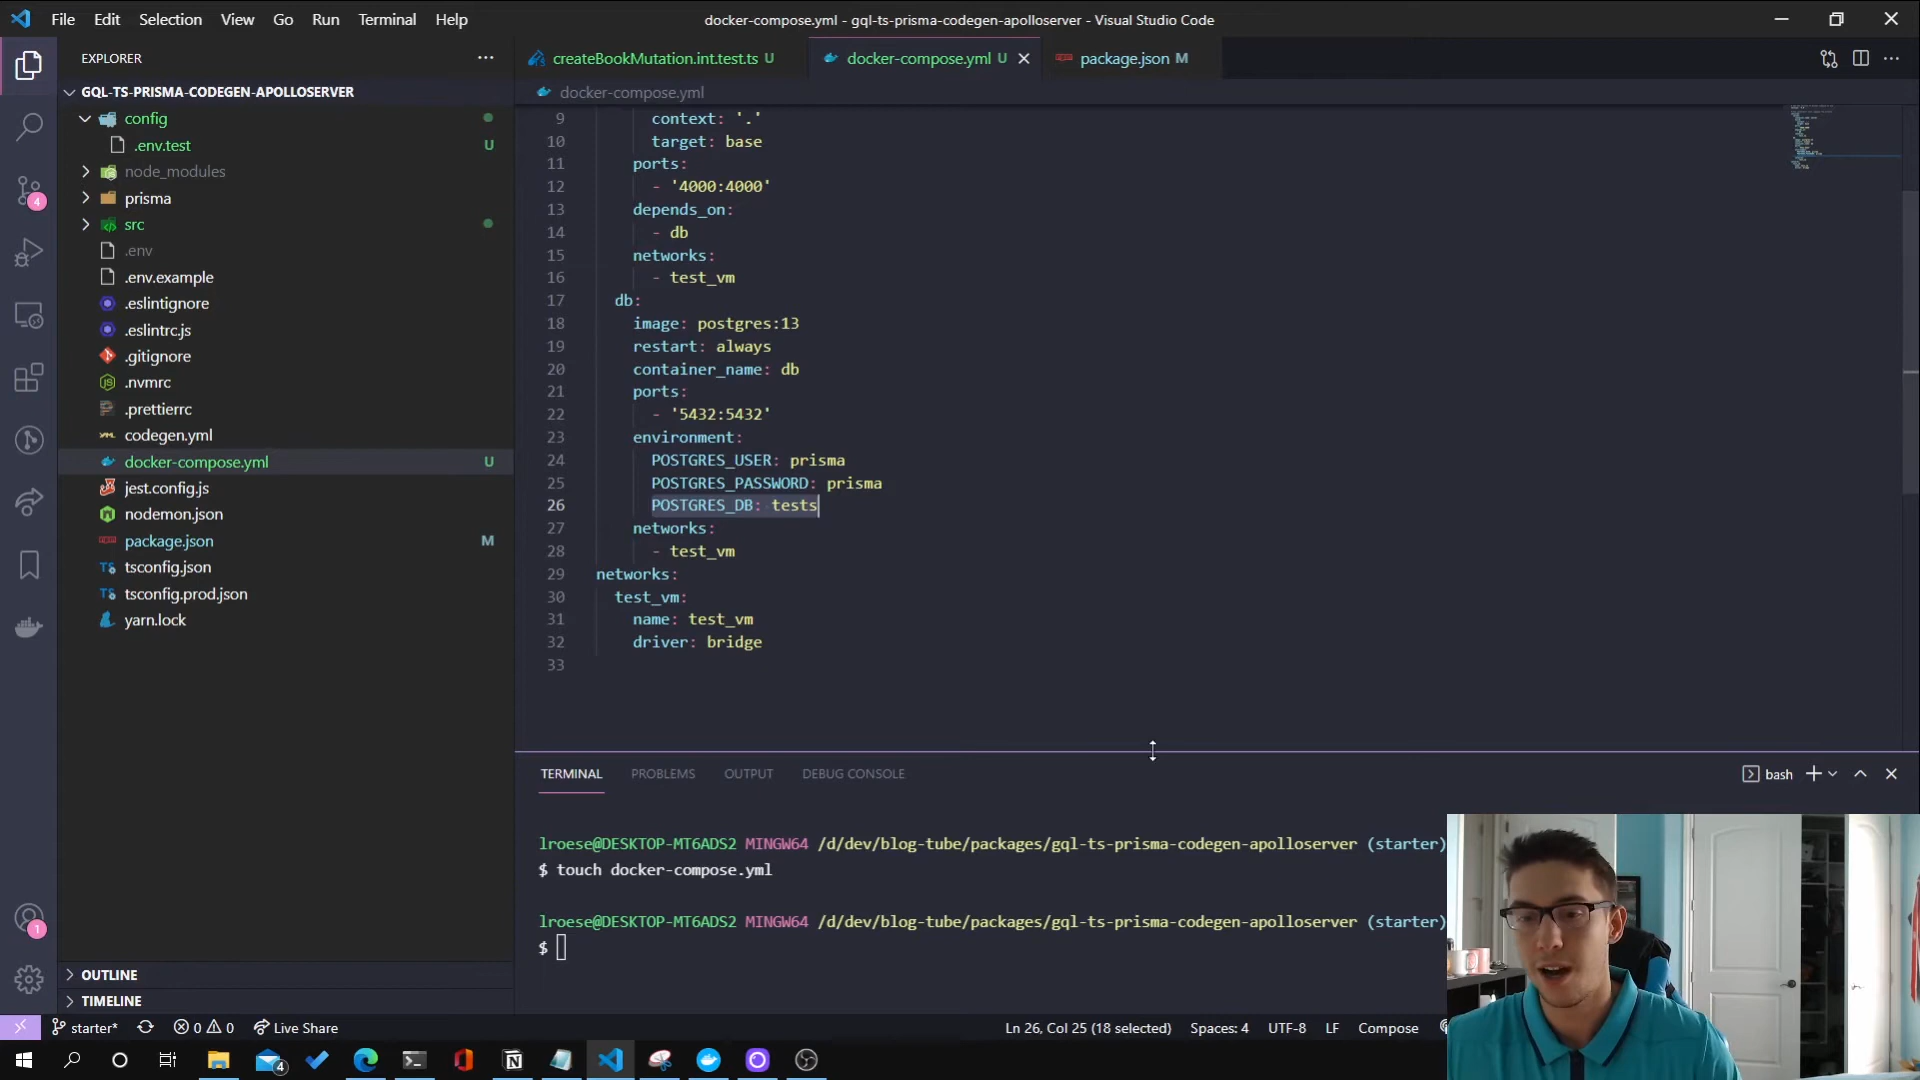 File Edit Selection View Go Run Terminal Help
docker-compose.yml - gql-ts-prisma-codegen-apolloserver - Visual Studio Code
EXPLORER
GQL-TS-PRISMA-CODEGEN-APOLLOSERVER
config
.env.test U
node_modules
prisma
src
.env
.env.example
.eslintignore
.eslintrc.js
.gitignore
.nvmrc
.prettierrc
codegen.yml
docker-compose.yml U
jest.config.js
nodemon.json
package.json M
tsconfig.json
tsconfig.prod.json
yarn.lock
OUTLINE
TIMELINE
4
1
createBookMutation.int.test.ts U
docker-compose.yml U
package.json M
docker-compose.yml
9 context: '.'
10 target: base
11 ports:
12 - '4000:4000'
13 depends_on:
14 - db
15 networks:
16 - test_vm
17 db:
18 image: postgres:13
19 restart: always
20 container_name: db
21 ports:
22 - '5432:5432'
23 environment:
24 POSTGRES_USER: prisma
25 POSTGRES_PASSWORD: prisma
26 POSTGRES_DB: tests
27 networks:
28 - test_vm
29 networks:
30 test_vm:
31 name: test_vm
32 driver: bridge
33
TERMINAL PROBLEMS OUTPUT DEBUG CONSOLE
bash
lroese@DESKTOP-MT6ADS2 MINGW64 /d/dev/blog-tube/packages/gql-ts-prisma-codegen-apolloserver (starter)
$ touch docker-compose.yml
lroese@DESKTOP-MT6ADS2 MINGW64 /d/dev/blog-tube/packages/gql-ts-prisma-codegen-apolloserver (starter)
$
starter* 0 0 Live Share
Ln 26, Col 25 (18 selected) Spaces: 4 UTF-8 LF Compose
4